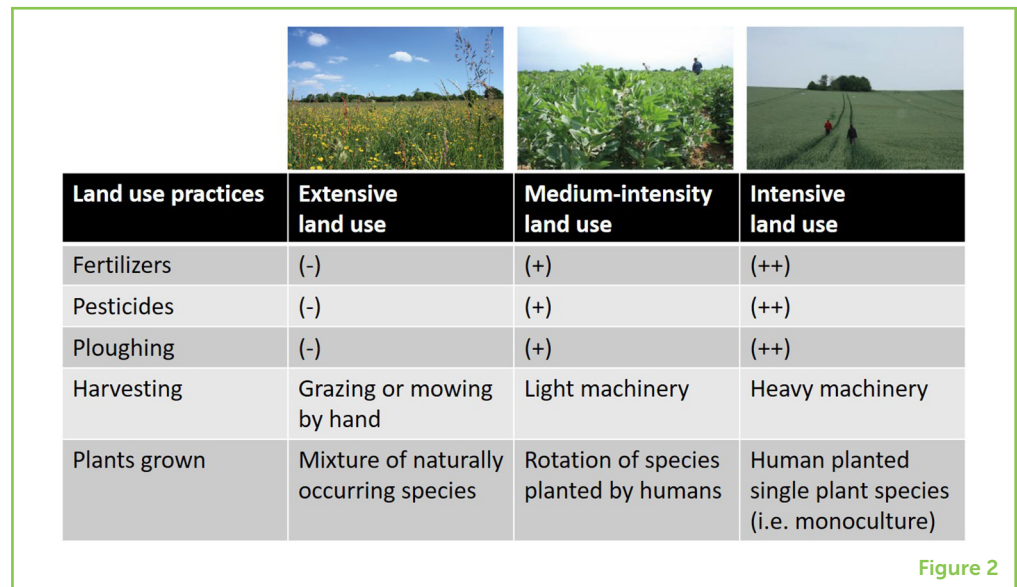 Land use practices
Extensive
land use
Medium-intensity
land use
Intensive
land use
Fertilizers
(-)
(+)
(++)
Pesticides
(-)
(+)
(++)
Ploughing
(-)
(+)
(++)
Harvesting
Grazing or mowing
by hand
Light machinery
Heavy machinery
Plants grown
Mixture of naturally
occurring species
Rotation of species
planted by humans
Human planted
single plant species
(i.e. monoculture)
Figure 2